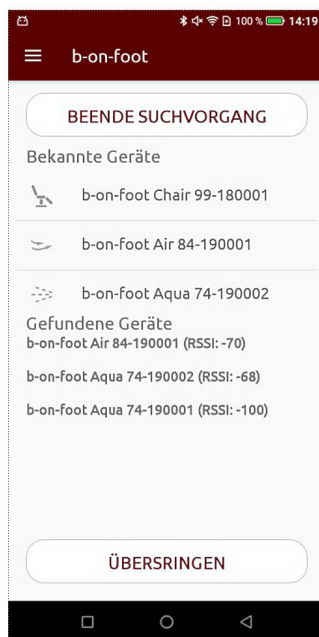 100 % 14:19
b-on-foot
BEENDE SUCHVORGANG
Bekannte Geräte
b-on-foot Chair 99-180001
b-on-foot Air 84-190001
b-on-foot Aqua 74-190002
Gefundene Geräte
b-on-foot Air 84-190001 (RSSI: -70)
b-on-foot Aqua 74-190002 (RSSI: -68)
b-on-foot Aqua 74-190001 (RSSI: -100)
ÜBERSRINGEN